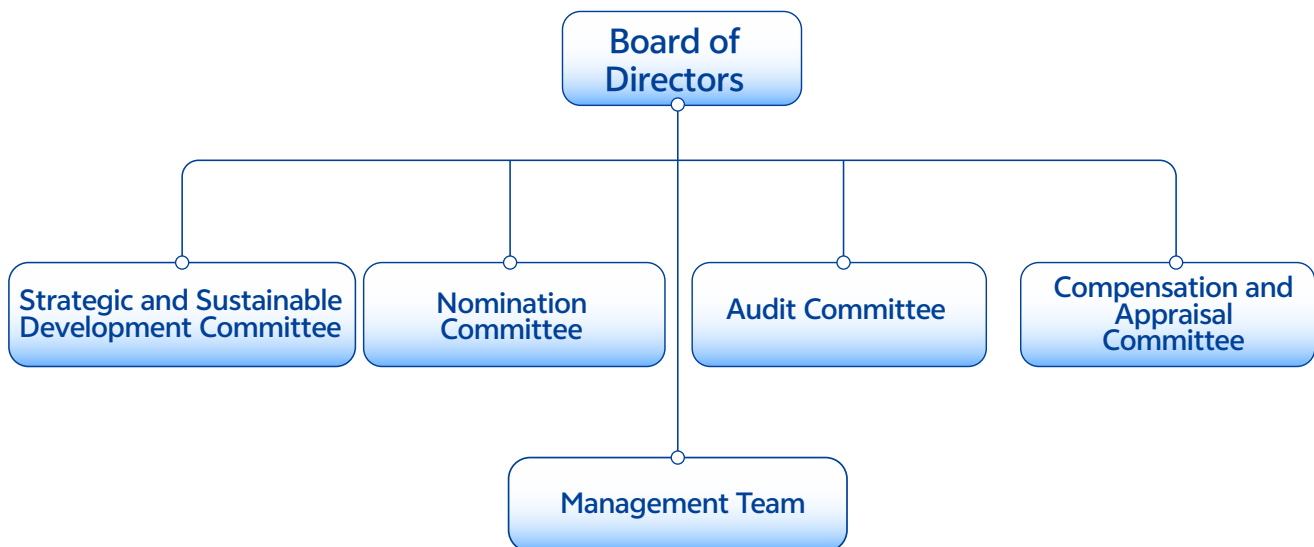 Board of
Directors
Strategic and Sustainable
Development Committee
Nomination
Committee
Audit Committee
Compensation and
Appraisal
Committee
Management Team